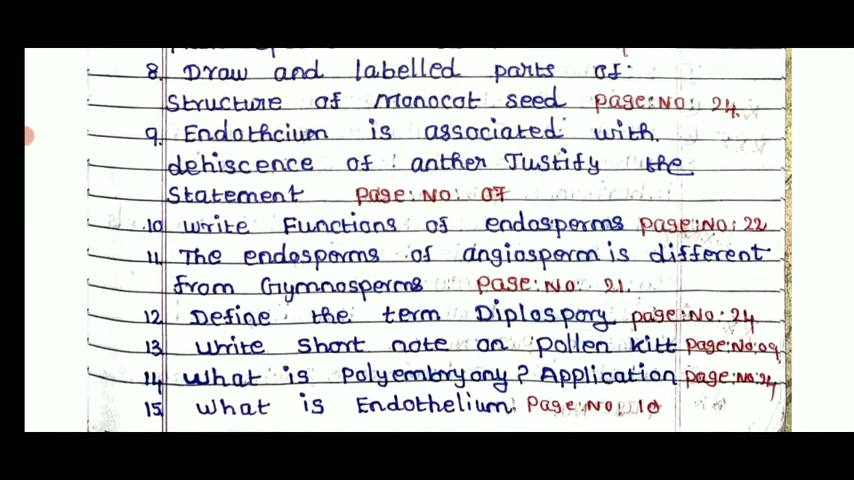 8. Draw and labelled parts of
Structure of Monocot seed page:No: 24.
9. Endothcium is associated with.
dehiscence of anther Justify the
Statement page:No: 07
10 write Functions of endosperms page:No: 22
11. The endosperms of angiosperm is different
from Gymnosperms page:No. 21.
12. Define the term Diplospory page:No:24
13. write short note on pollen kitt page:No:09
14. What is Polyembryony? Application page:No:24
15. What is Endothelium. Page:No: 10